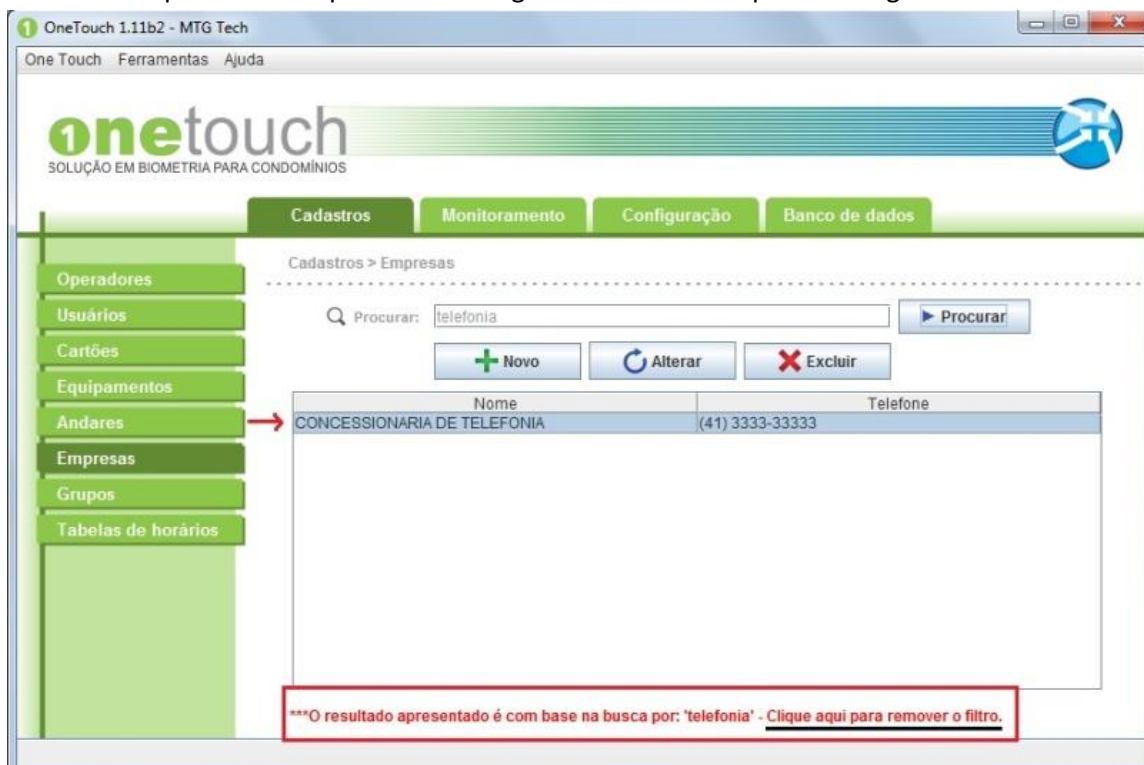 OneTouch 1.11b2 - MTG Tech
One Touch Ferramentas Ajuda
onetouch
SOLUÇÃO EM BIOMETRIA PARA CONDOMÍNIOS
Cadastros Monitoramento Configuração Banco de dados
Cadastros > Empresas
Operadores
Usuários
Cartões
Equipamentos
Andares
Empresas
Grupos
Tabelas de horários
Procurar: telefonia Procurar
Novo Alterar Excluir
Nome Telefone
CONCESSIONARIA DE TELEFONIA (41) 3333-33333
***O resultado apresentado é com base na busca por: 'telefonia' - Clique aqui para remover o filtro.